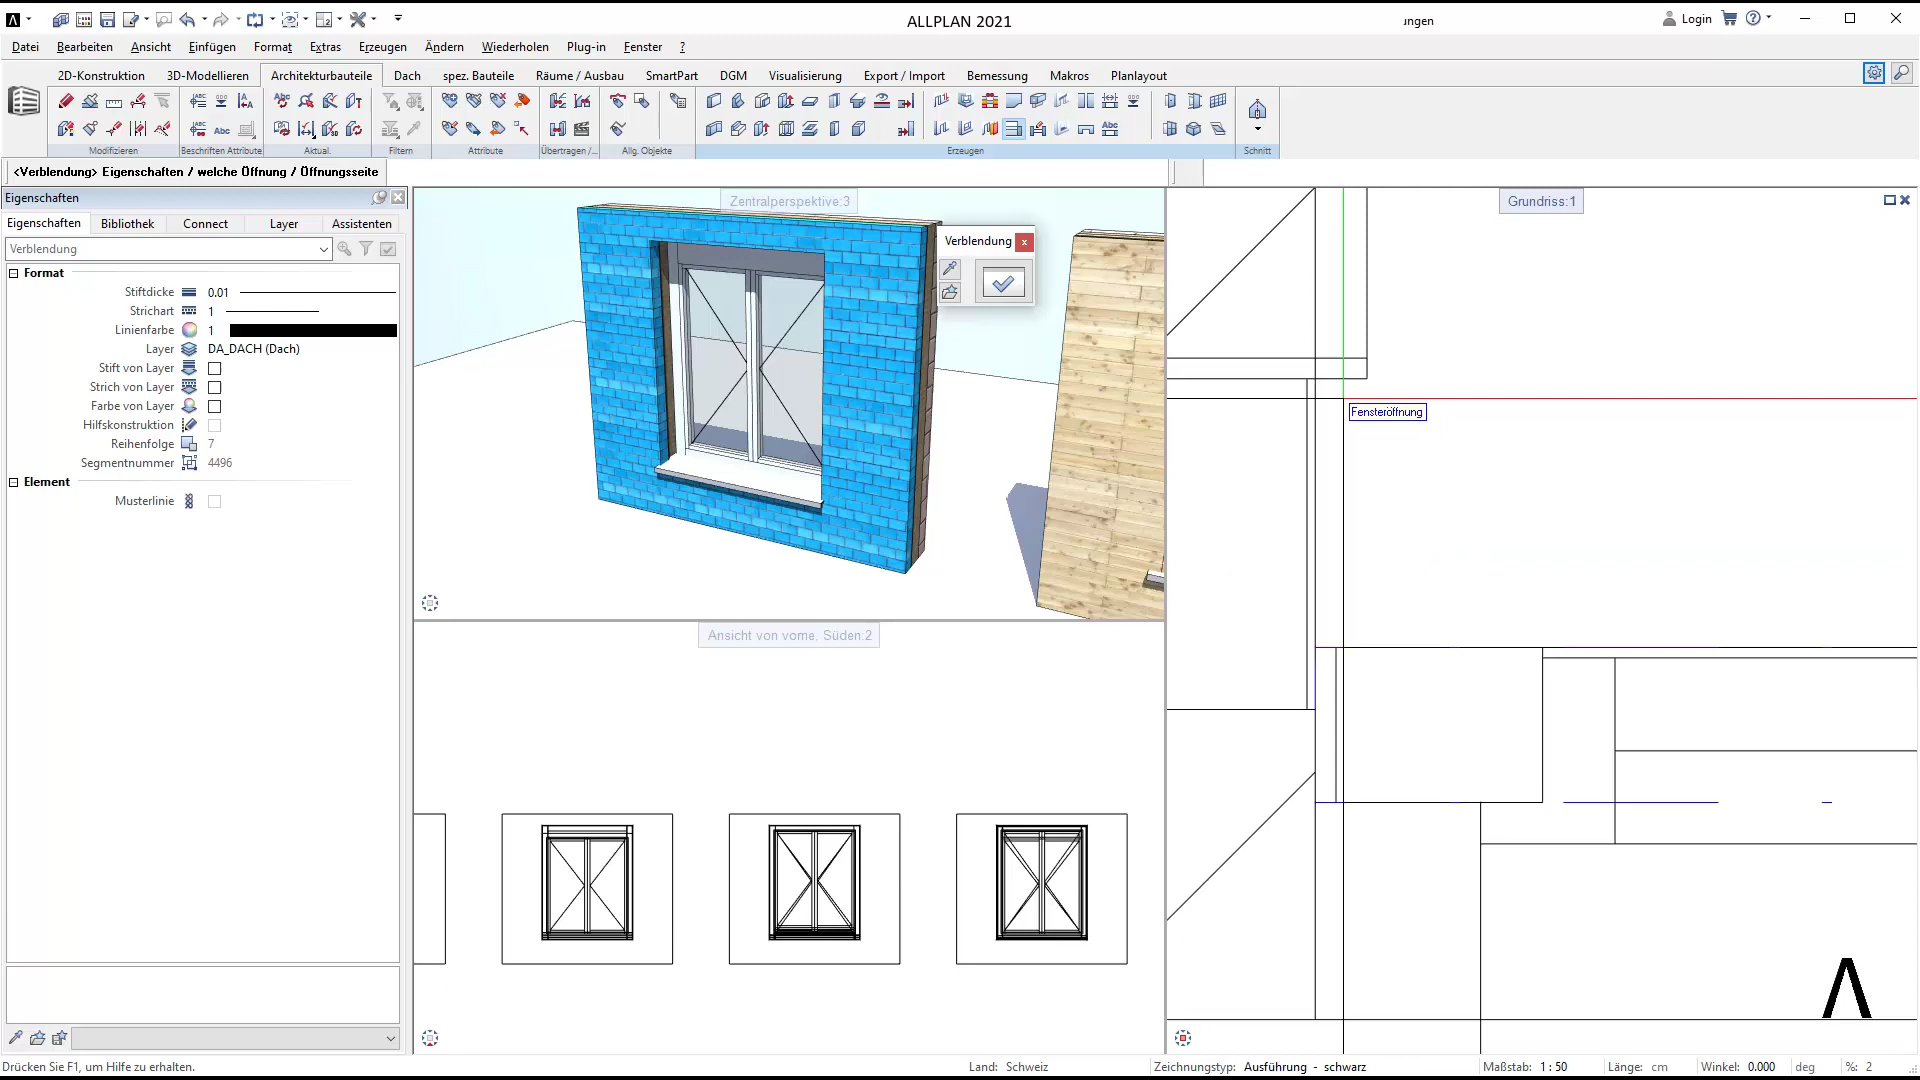 ALLPLAN 2021
ungen
Login
Datei
Bearbeiten
Ansicht
Einfügen
Format
Extras
Erzeugen
Ändern
Wiederholen
Plug-in
Fenster
?
2D-Konstruktion
3D-Modellieren
Architekturbauteile
Dach
spez. Bauteile
Räume / Ausbau
SmartPart
DGM
Visualisierung
Export / Import
Bemessung
Makros
Planlayout
Modifizieren
Beschriften Attribute
Aktual.
Filtern
Attribute
Übertragen /...
Allg. Objekte
Erzeugen
Schnitt
<Verblendung> Eigenschaften / welche Öffnung / Öffnungsseite
Eigenschaften
Eigenschaften
Bibliothek
Connect
Layer
Assistenten
Verblendung
Format
Stiftdicke 0.01
Strichart 1
Linienfarbe 1
Layer DA_DACH (Dach)
Stift von Layer
Strich von Layer
Farbe von Layer
Hilfskonstruktion
Reihenfolge 7
Segmentnummer 4496
Element
Musterlinie
Zentralperspektive:3
Verblendung
Ansicht von vorne, Süden:2
Grundriss:1
Fensteröffnung
Drücken Sie F1, um Hilfe zu erhalten.
Land: Schweiz
Zeichnungstyp: Ausführung - schwarz
Maßstab: 1 : 50
Länge: cm
Winkel: 0.000 deg
%: 2